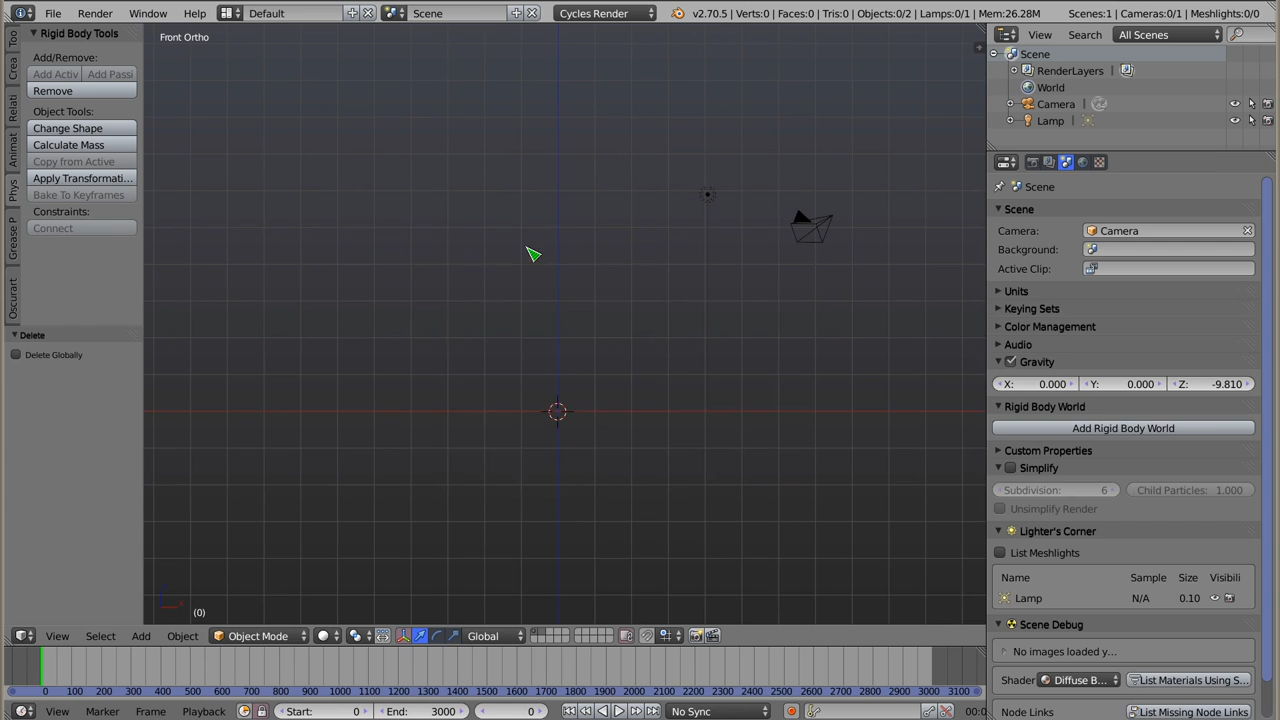 File Render Window Help Default Scene Cycles Render v2.70.5 | Verts:0 | Faces:0 | Tris:0 | Objects:0/2 | Lamps:0/1 | Mem:26.28M Scenes:1 | Cameras:0/1 | Meshlights:0/0
Rigid Body Tools
Add/Remove:
Add Activ Add Passi
Remove
Object Tools:
Change Shape
Calculate Mass
Copy from Active
Apply Transformati...
Bake To Keyframes
Constraints:
Connect
Delete
Delete Globally
Too
Crea
Relati
Animat
Phys
Grease P
Oscurart
Front Ortho
(0)
View Select Add Object Object Mode Global
0 100 200 300 400 500 600 700 800 900 1000 1100 1200 1300 1400 1500 1600 1700 1800 1900 2000 2100 2200 2300 2400 2500 2600 2700 2800 2900 3000 3100
View Marker Frame Playback Start: 0 End: 3000 0 No Sync 00:0
View Search All Scenes
Scene
RenderLayers |
World
Camera |
Lamp |
Scene
Scene
Camera: Camera
Background:
Active Clip:
Units
Keying Sets
Color Management
Audio
Gravity
X: 0.000 Y: 0.000 Z: -9.810
Rigid Body World
Add Rigid Body World
Custom Properties
Simplify
Subdivision: 6 Child Particles: 1.000
Unsimplify Render
Lighter's Corner
List Meshlights
Name Sample Size Visibili
Lamp N/A 0.10
Scene Debug
No images loaded y...
Shader Diffuse B... List Materials Using S...
Node Links List Missing Node Links